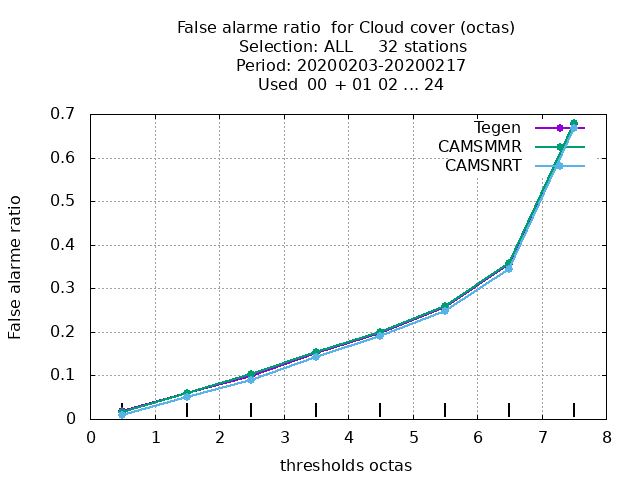 False alarme ratio  for Cloud cover (octas)
Selection: ALL     32 stations
Period: 20200203-20200217
Used  00  + 01 02 ... 24
False alarme ratio
0.7
0.6
0.5
0.4
0.3
0.2
0.1
0
Tegen
CAMSMMR
CAMSNRT
0 1 2 3 4 5 6 7 8
thresholds octas